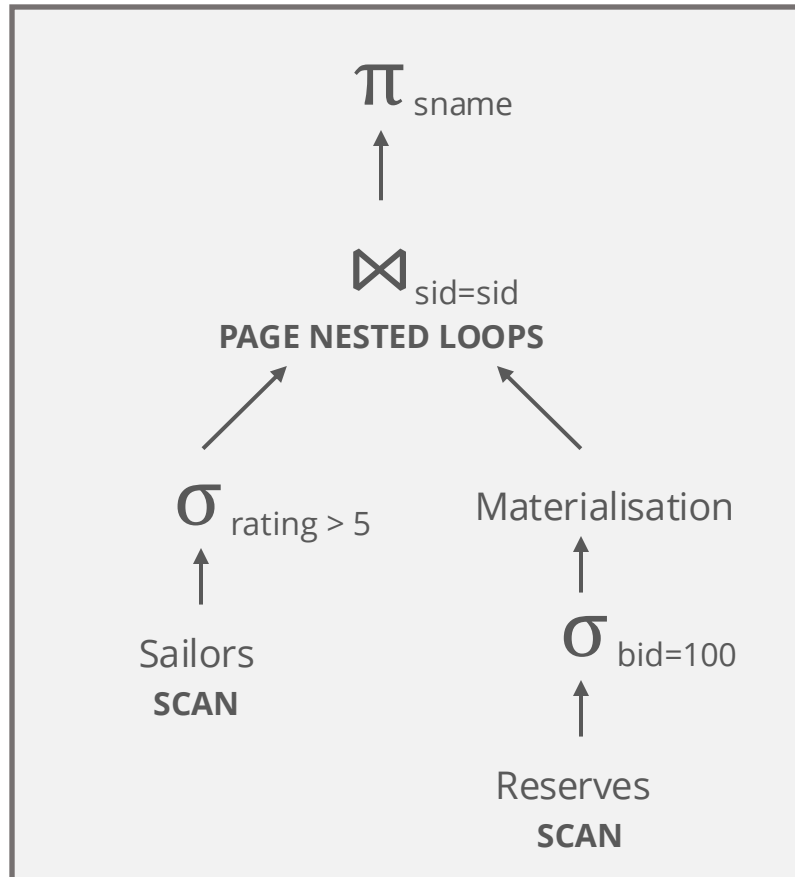 π sname
⋈ sid=sid
PAGE NESTED LOOPS
σ rating > 5
Materialisation
σ bid=100
Sailors
SCAN
Reserves
SCAN